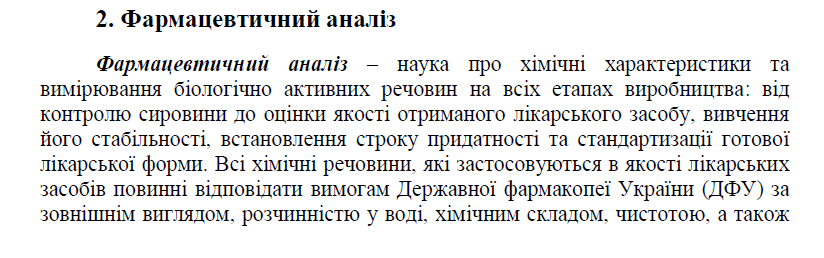 2. Фармацевтичний аналіз
Фармацевтичний аналіз – наука про хімічні характеристики та
вимірювання біологічно активних речовин на всіх етапах виробництва: від
контролю сировини до оцінки якості отриманого лікарського засобу, вивчення
його стабільності, встановлення строку придатності та стандартизації готової
лікарської форми. Всі хімічні речовини, які застосовуються в якості лікарських
засобів повинні відповідати вимогам Державної фармакопеї України (ДФУ) за
зовнішнім виглядом, розчинністю у воді, хімічним складом, чистотою, а також